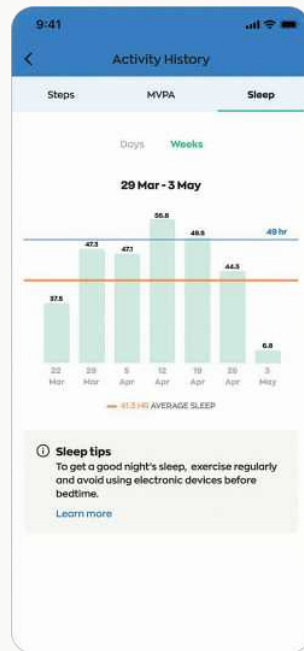 9:41
Activity History
Steps MVPA Sleep
Days Weeks
29 Mar - 3 May
56.8
49 hr
47.3 47.1 49.5
44.3
37.5
6.8
22 29 5 12 19 26 3
Mar Mar Apr Apr Apr Apr May
41.3 HR AVERAGE SLEEP
Sleep tips
To get a good night's sleep, exercise regularly
and avoid using electronic devices before
bedtime.
Learn more